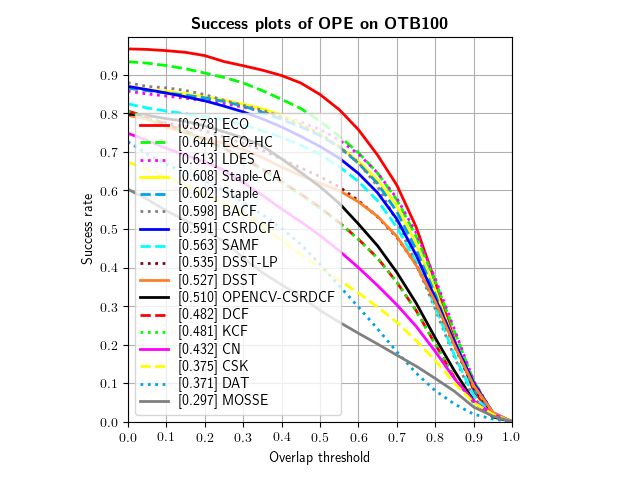 Success plots of OPE on OTB100
Success rate
0.9
0.8
0.7
0.6
0.5
0.4
0.3
0.2
0.1
0.0
[0.678] ECO
[0.644] ECO-HC
[0.613] LDES
[0.608] Staple-CA
[0.602] Staple
[0.598] BACF
[0.591] CSRDCF
[0.563] SAMF
[0.535] DSST-LP
[0.527] DSST
[0.510] OPENCV-CSRDCF
[0.482] DCF
[0.481] KCF
[0.432] CN
[0.375] CSK
[0.371] DAT
[0.297] MOSSE
0.0 0.1 0.2 0.3 0.4 0.5 0.6 0.7 0.8 0.9 1.0
Overlap threshold